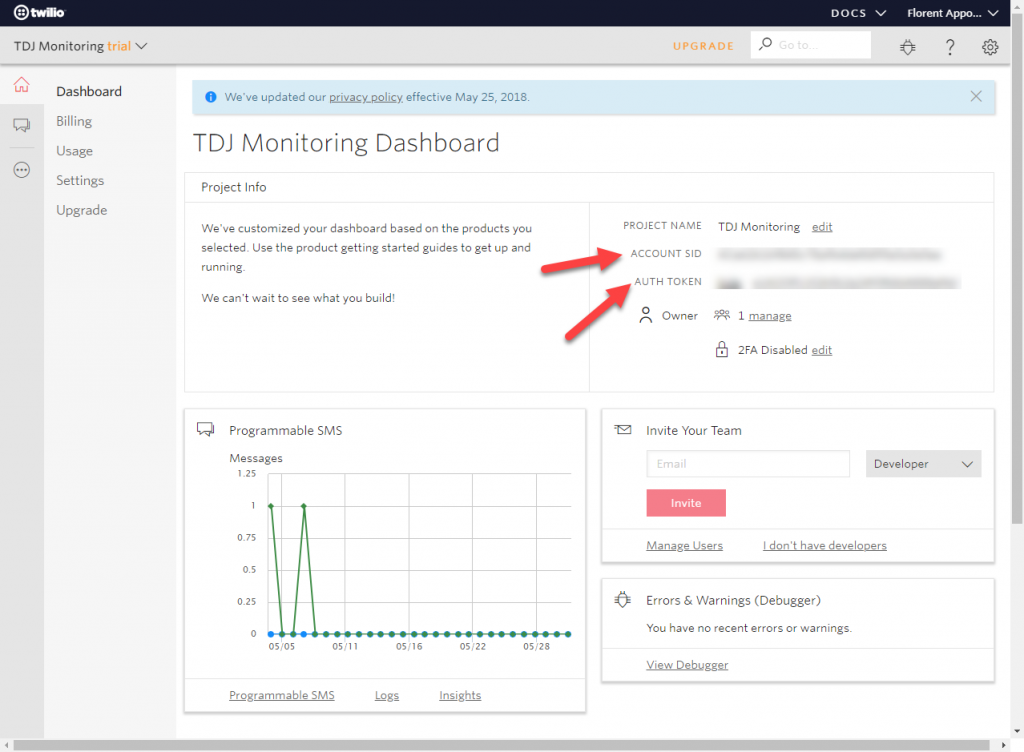 twilio
DOCS
Florent Appo...
TDJ Monitoring trial
UPGRADE
Go to...
?
Dashboard
Billing
Usage
Settings
Upgrade
We've updated our privacy policy effective May 25, 2018.
TDJ Monitoring Dashboard
Project Info
We've customized your dashboard based on the products you
selected. Use the product getting started guides to get up and
running.
We can't wait to see what you build!
PROJECT NAME TDJ Monitoring edit
ACCOUNT SID
AUTH TOKEN
Owner 1 manage
2FA Disabled edit
Programmable SMS
Messages
1.25
1
0.75
0.5
0.25
0
05/05 05/11 05/16 05/22 05/28
Programmable SMS Logs Insights
Invite Your Team
Email Developer
Invite
Manage Users I don't have developers
Errors & Warnings (Debugger)
You have no recent errors or warnings.
View Debugger